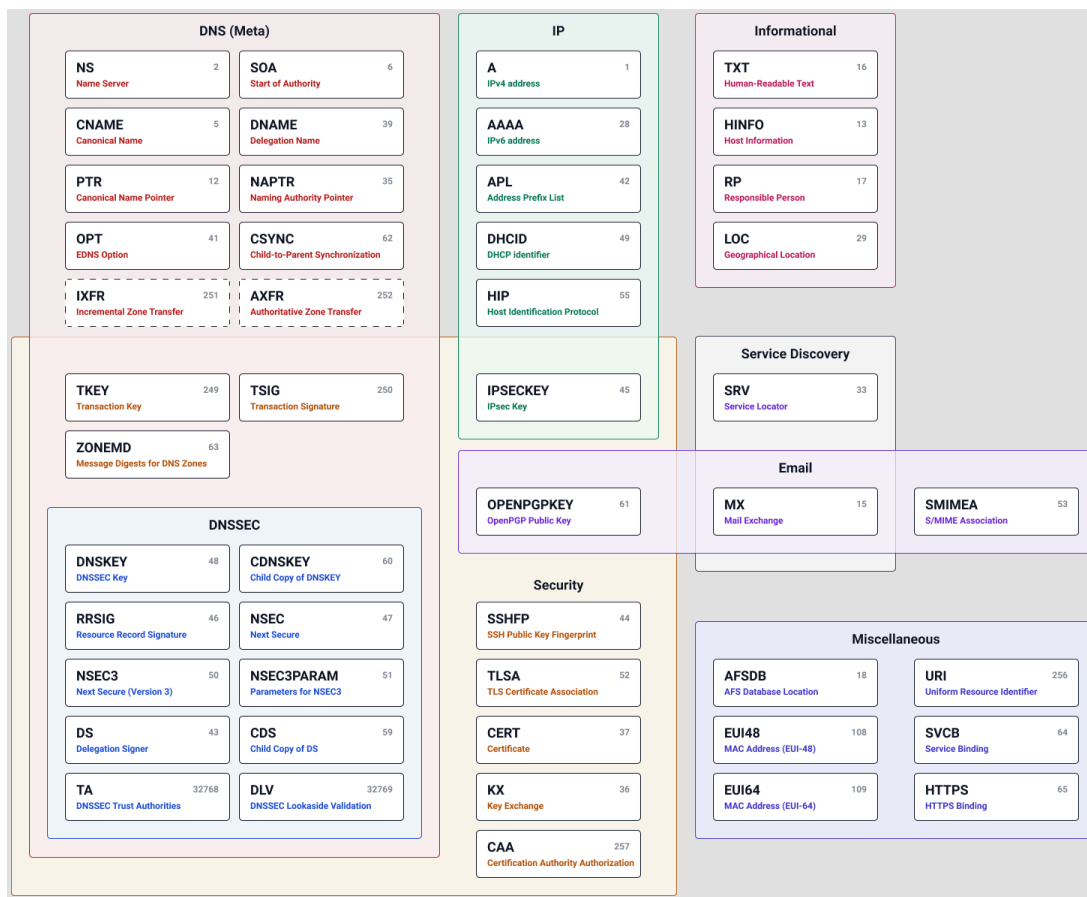 DNS (Meta)
NS 2
Name Server
SOA 6
Start of Authority
CNAME 5
Canonical Name
DNAME 39
Delegation Name
PTR 12
Canonical Name Pointer
NAPTR 35
Naming Authority Pointer
OPT 41
EDNS Option
CSYNC 62
Child-to-Parent Synchronization
IXFR 251
Incremental Zone Transfer
AXFR 252
Authoritative Zone Transfer
TKEY 249
Transaction Key
TSIG 250
Transaction Signature
ZONEMD 63
Message Digests for DNS Zones
DNSSEC
DNSKEY 48
DNSSEC Key
CDNSKEY 60
Child Copy of DNSKEY
RRSIG 46
Resource Record Signature
NSEC 47
Next Secure
NSEC3 50
Next Secure (Version 3)
NSEC3PARAM 51
Parameters for NSEC3
DS 43
Delegation Signer
CDS 59
Child Copy of DS
TA 32768
DNSSEC Trust Authorities
DLV 32769
DNSSEC Lookaside Validation
IP
A 1
IPv4 address
AAAA 28
IPv6 address
APL 42
Address Prefix List
DHCID 49
DHCP identifier
HIP 55
Host Identification Protocol
IPSECKEY 45
IPsec Key
Informational
TXT 16
Human-Readable Text
HINFO 13
Host Information
RP 17
Responsible Person
LOC 29
Geographical Location
Service Discovery
SRV 33
Service Locator
Email
OPENPGPKEY 61
OpenPGP Public Key
MX 15
Mail Exchange
SMIMEA 53
S/MIME Association
Security
SSHFP 44
SSH Public Key Fingerprint
TLSA 52
TLS Certificate Association
CERT 37
Certificate
KX 36
Key Exchange
CAA 257
Certification Authority Authorization
Miscellaneous
AFSDB 18
AFS Database Location
URI 256
Uniform Resource Identifier
EUI48 108
MAC Address (EUI-48)
SVCB 64
Service Binding
EUI64 109
MAC Address (EUI-64)
HTTPS 65
HTTPS Binding